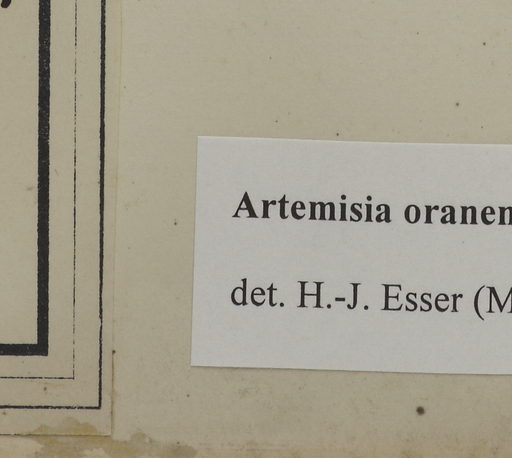 Artemisia oranen
det. H.-J. Esser (M